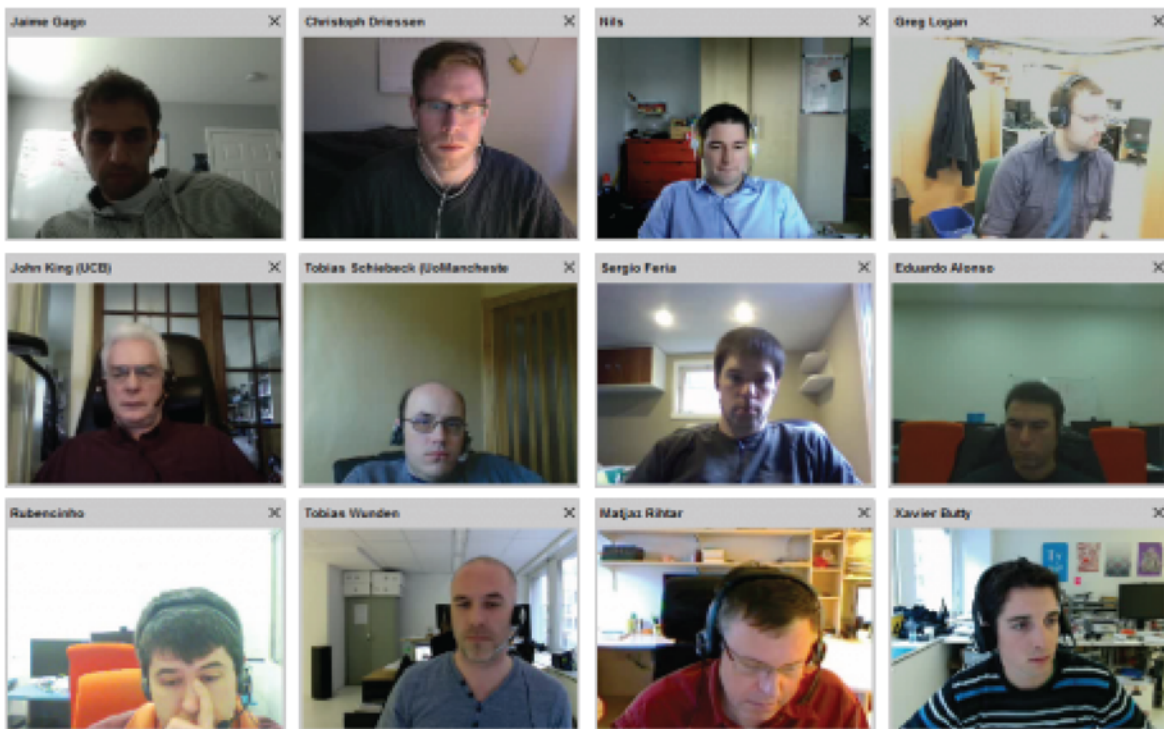 Jaime Gago
Christoph Driessen
Nils
Greg Logan
John King (UCB)
Tobias Schiebeck (UoMancheste
Sergio Feria
Eduardo Alonso
Rubencinho
Tobias Wunden
Matjaz Rihtar
Xavier Butty